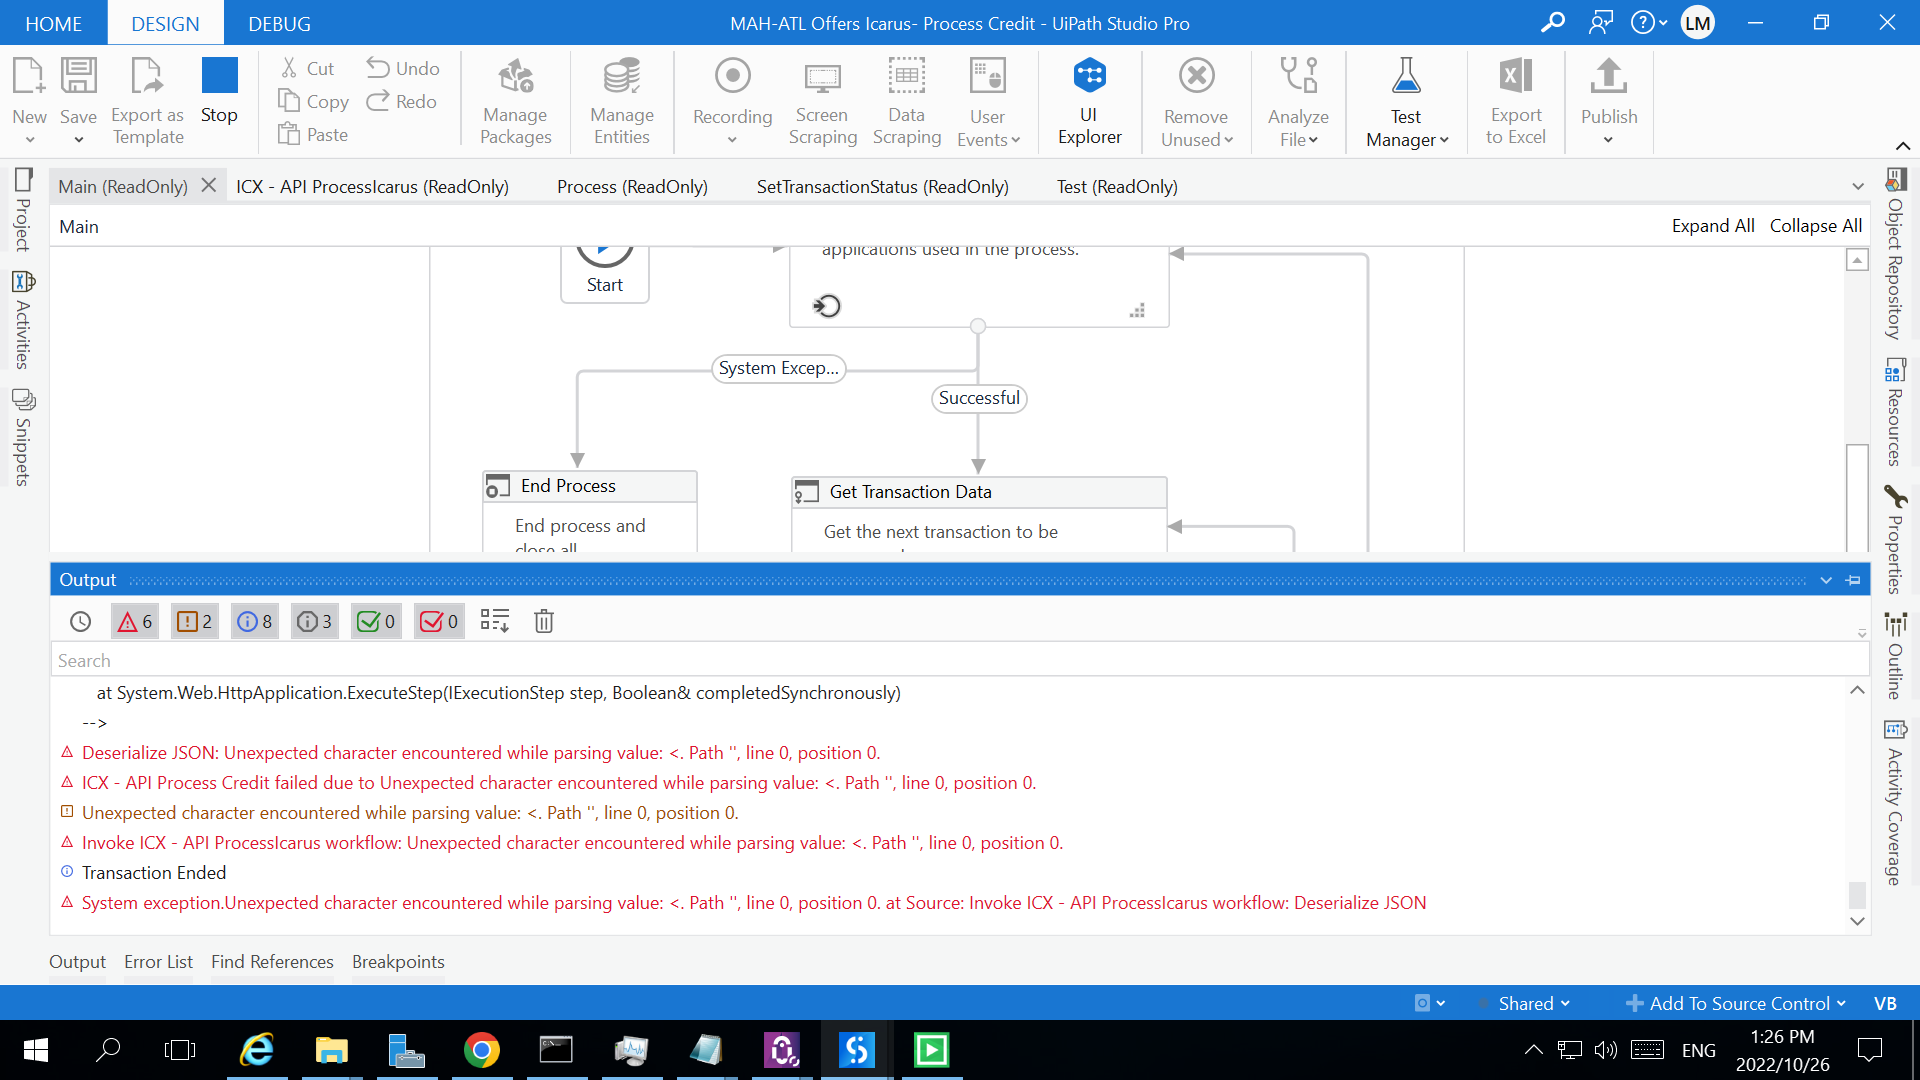 HOME DESIGN DEBUG MAH-ATL Offers Icarus- Process Credit - UiPath Studio Pro LM
New Save Export as Template Stop Cut Copy Paste Undo Redo Manage Packages Manage Entities Recording Screen Scraping Data Scraping User Events UI Explorer Remove Unused Analyze File Test Manager Export to Excel Publish
Main (ReadOnly) ICX - API ProcessIcarus (ReadOnly) Process (ReadOnly) SetTransactionStatus (ReadOnly) Test (ReadOnly)
Main Expand All Collapse All
Project
Activities
Snippets
applications used in the process.
Start
System Excep...
Successful
End Process
End process and
close all
Get Transaction Data
Get the next transaction to be
Object Repository
Resources
Properties
Outline
Activity Coverage
Output
6 2 8 3 0 0
Search
at System.Web.HttpApplication.ExecuteStep(IExecutionStep step, Boolean& completedSynchronously)
-->
Deserialize JSON: Unexpected character encountered while parsing value: <. Path '', line 0, position 0.
ICX - API Process Credit failed due to Unexpected character encountered while parsing value: <. Path '', line 0, position 0.
Unexpected character encountered while parsing value: <. Path '', line 0, position 0.
Invoke ICX - API ProcessIcarus workflow: Unexpected character encountered while parsing value: <. Path '', line 0, position 0.
Transaction Ended
System exception.Unexpected character encountered while parsing value: <. Path '', line 0, position 0. at Source: Invoke ICX - API ProcessIcarus workflow: Deserialize JSON
Output Error List Find References Breakpoints
Shared Add To Source Control VB
ENG 1:26 PM
2022/10/26